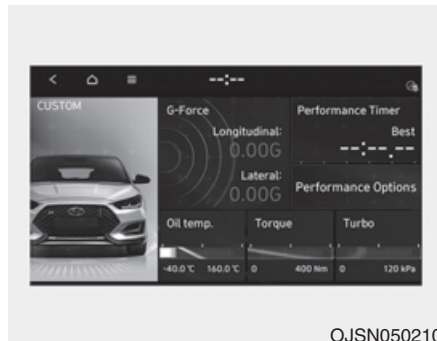 --:--
CUSTOM
G-Force
Longitudinal:
0.00G
Lateral:
0.00G
Performance Timer
Best
--:--.--
Performance Options
Oil temp.
Torque
Turbo
-40.0 ℃ 160.0 ℃
0 400 Nm
0 120 kPa
OJSN050210